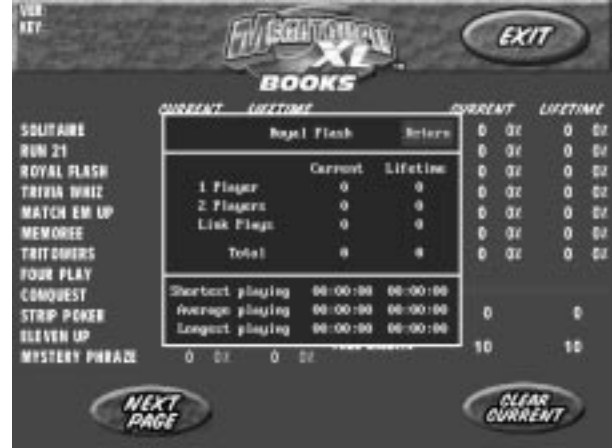 VER:
KEY:
MEGATOUCH
XL
EXIT
BOOKS
CURRENT LIFETIME CURRENT LIFETIME
SOLITAIRE 0 0% 0 0%
RUN 21 0 0% 0 0%
ROYAL FLASH 0 0% 0 0%
TRIVIA WHIZ 0 0% 0 0%
MATCH EM UP 0 0% 0 0%
MEMOREE 0 0% 0 0%
TRITOWERS 0 0% 0 0%
FOUR PLAY
CONQUEST
STRIP POKER 0 0
ELEVEN UP
10 10
MYSTERY PHRAZE 0 0% 0 0%
Royal Flash Return
Current Lifetime
1 Player 0 0
2 Players 0 0
Link Plays 0 0
Total 0 0
Shortest playing 00:00:00 00:00:00
Average playing 00:00:00 00:00:00
Longest playing 00:00:00 00:00:00
NEXT
PAGE
CLEAR
CURRENT